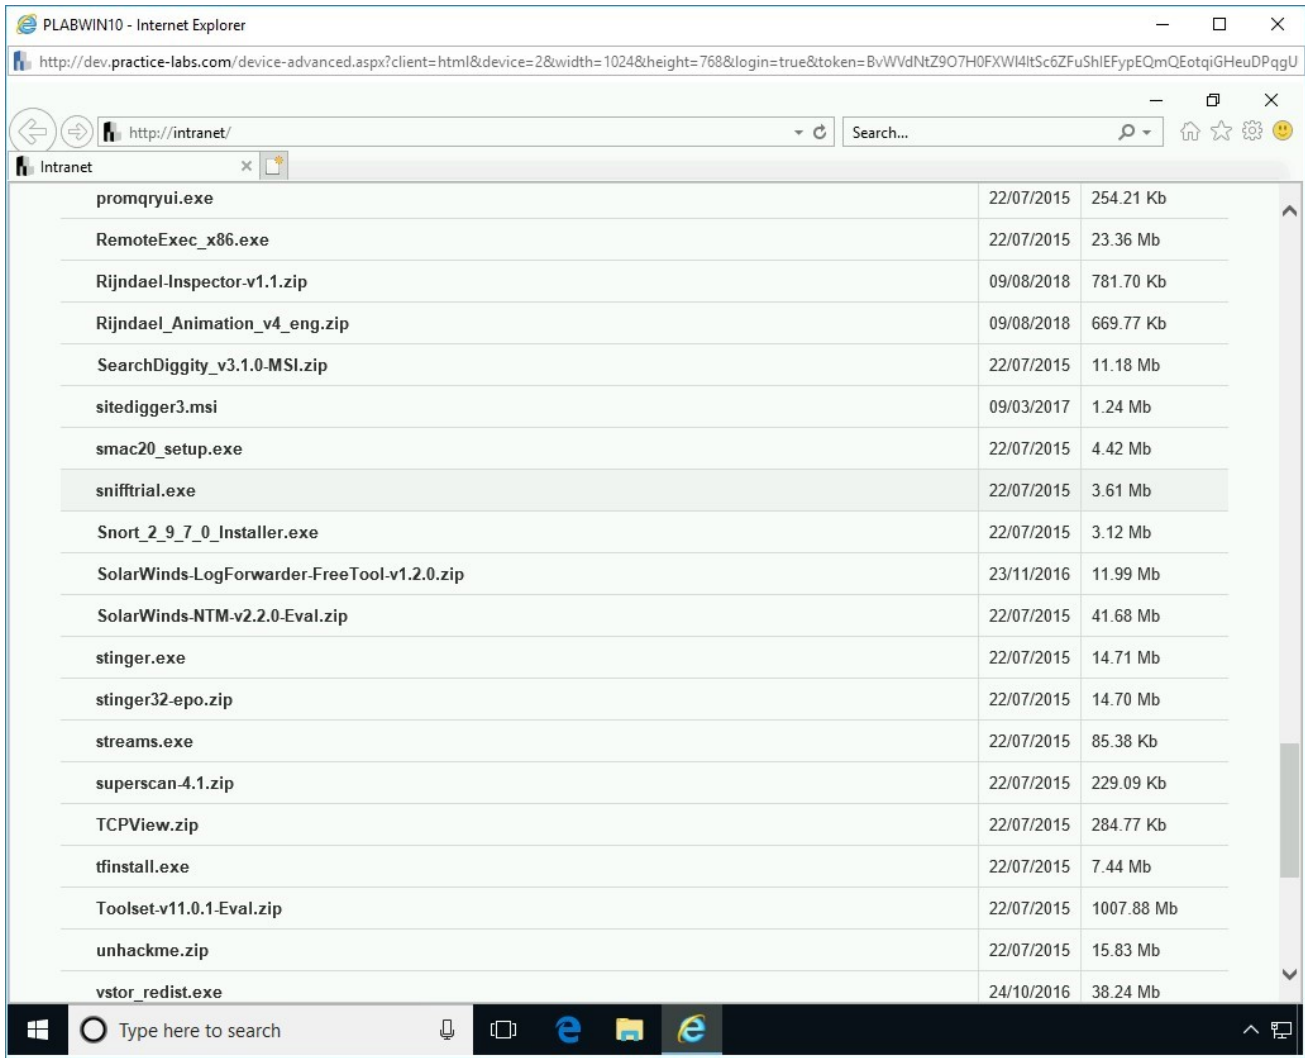 PLABWIN10 - Internet Explorer
http://dev.practice-labs.com/device-advanced.aspx?client=html&device=2&width=1024&height=768&login=true&token=BvWVdNtZ9O7H0FXWI4ltSc6ZFuShlEFypEQmQEotqiGHeuDPqgU
http://intranet/ Search...
Intranet
promqryui.exe 22/07/2015 254.21 Kb
RemoteExec_x86.exe 22/07/2015 23.36 Mb
Rijndael-Inspector-v1.1.zip 09/08/2018 781.70 Kb
Rijndael_Animation_v4_eng.zip 09/08/2018 669.77 Kb
SearchDiggity_v3.1.0-MSI.zip 22/07/2015 11.18 Mb
sitedigger3.msi 09/03/2017 1.24 Mb
smac20_setup.exe 22/07/2015 4.42 Mb
snifftrial.exe 22/07/2015 3.61 Mb
Snort_2_9_7_0_Installer.exe 22/07/2015 3.12 Mb
SolarWinds-LogForwarder-FreeTool-v1.2.0.zip 23/11/2016 11.99 Mb
SolarWinds-NTM-v2.2.0-Eval.zip 22/07/2015 41.68 Mb
stinger.exe 22/07/2015 14.71 Mb
stinger32-epo.zip 22/07/2015 14.70 Mb
streams.exe 22/07/2015 85.38 Kb
superscan-4.1.zip 22/07/2015 229.09 Kb
TCPView.zip 22/07/2015 284.77 Kb
tfinstall.exe 22/07/2015 7.44 Mb
Toolset-v11.0.1-Eval.zip 22/07/2015 1007.88 Mb
unhackme.zip 22/07/2015 15.83 Mb
vstor_redist.exe 24/10/2016 38.24 Mb
Type here to search